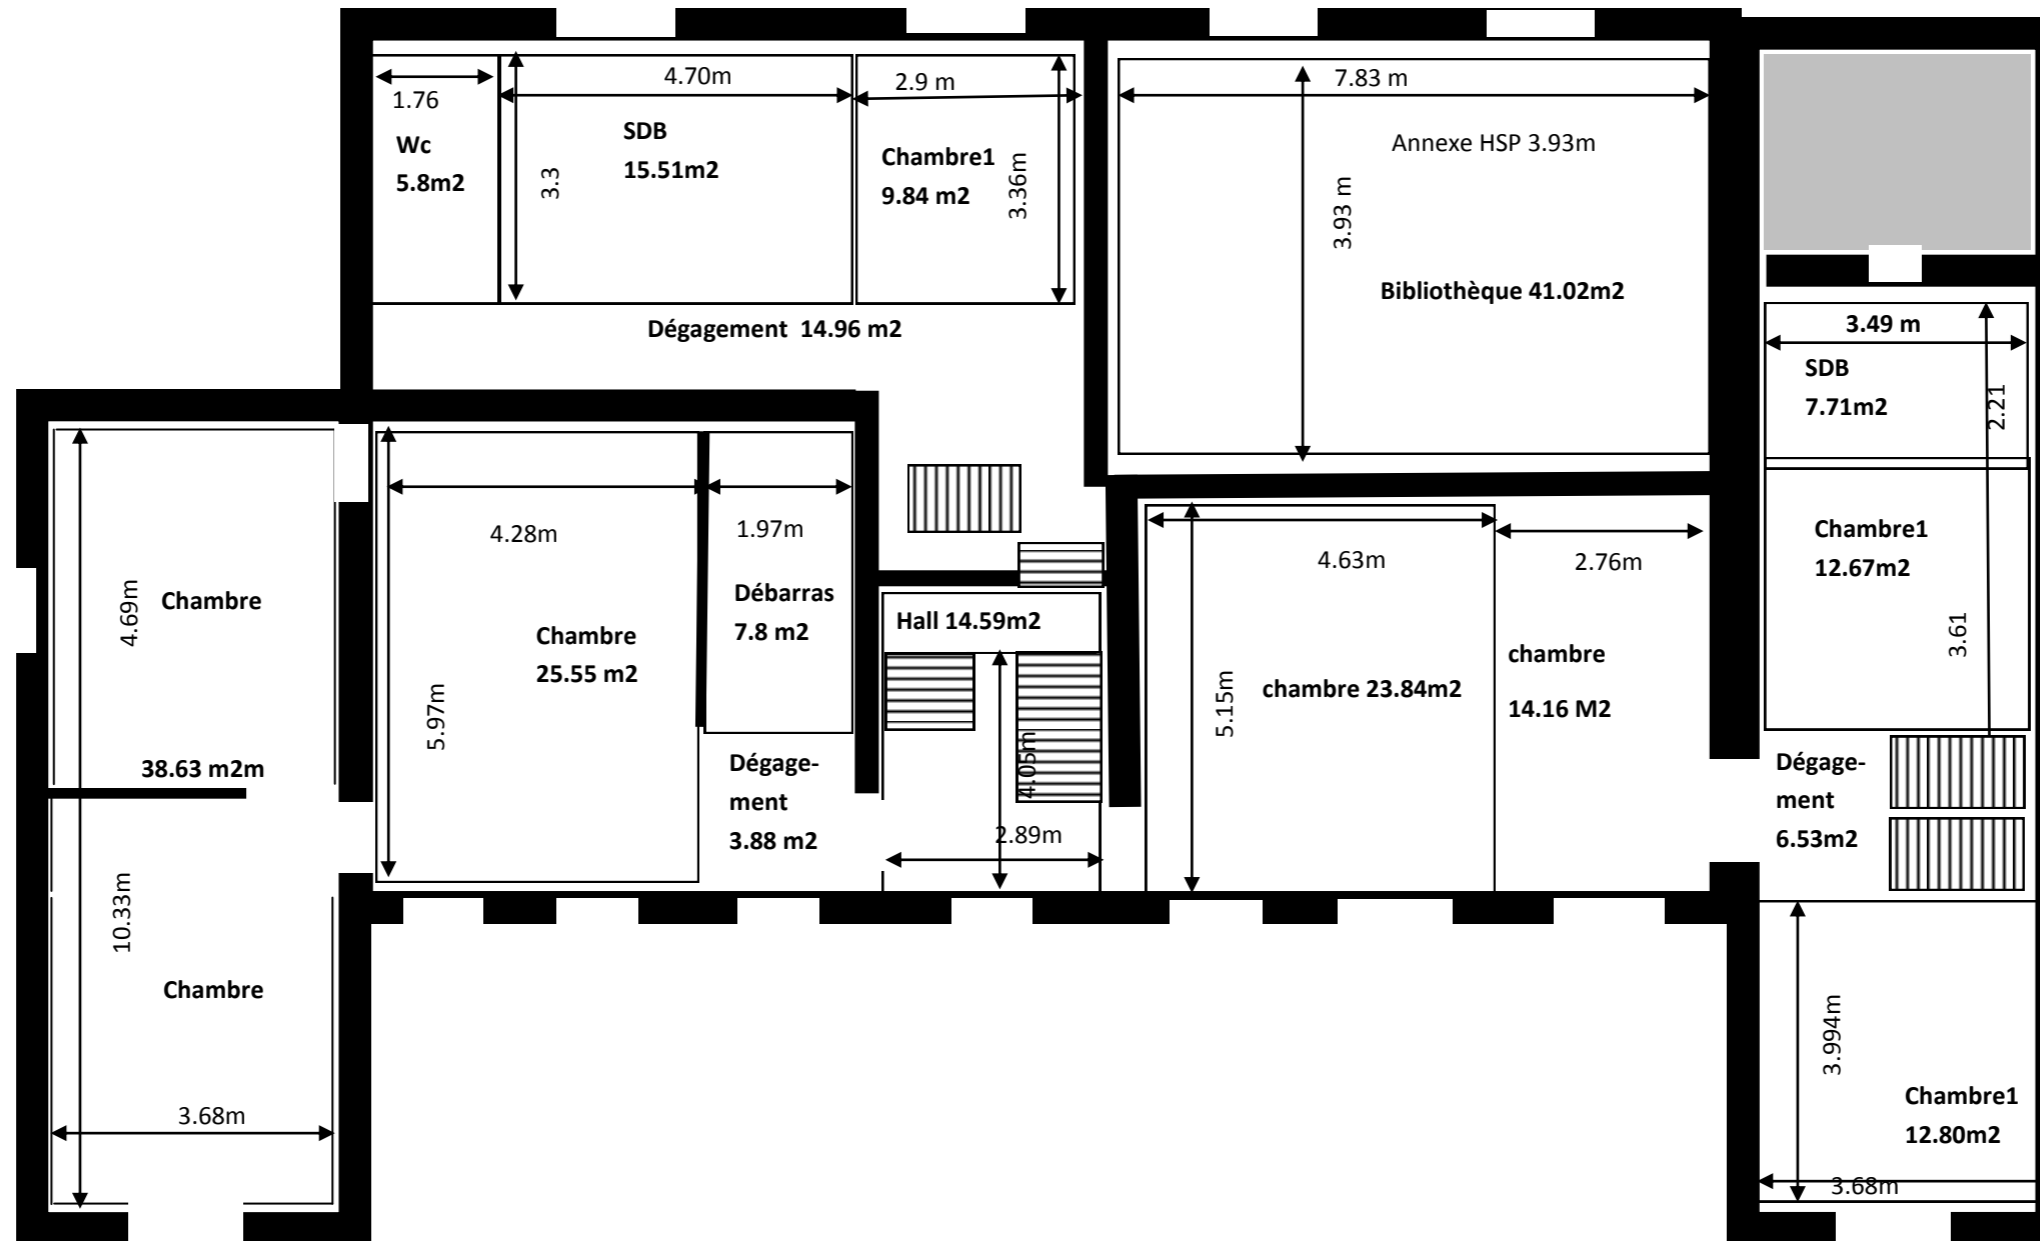 4.70m
2.9 m
7.83 m
1.76
SDB
15.51m2
Wc
5.8m2
3.3
Chambre1
9.84 m2
3.36m
Annexe HSP 3.93m
3.93 m
Bibliothèque 41.02m2
Dégagement 14.96 m2
3.49 m
SDB
7.71m2
2.21
4.28m
1.97m
4.63m
2.76m
Chambre1
12.67m2
3.61
4.69m
Chambre
Débarras
7.8 m2
Hall 14.59m2
Chambre
25.55 m2
5.97m
5.15m
chambre 23.84m2
chambre
14.16 M2
38.63 m2m
Dégage-
ment
3.88 m2
4.05m
2.89m
Dégage-
ment
6.53m2
10.33m
Chambre
3.68m
3.994m
Chambre1
12.80m2
3.68m